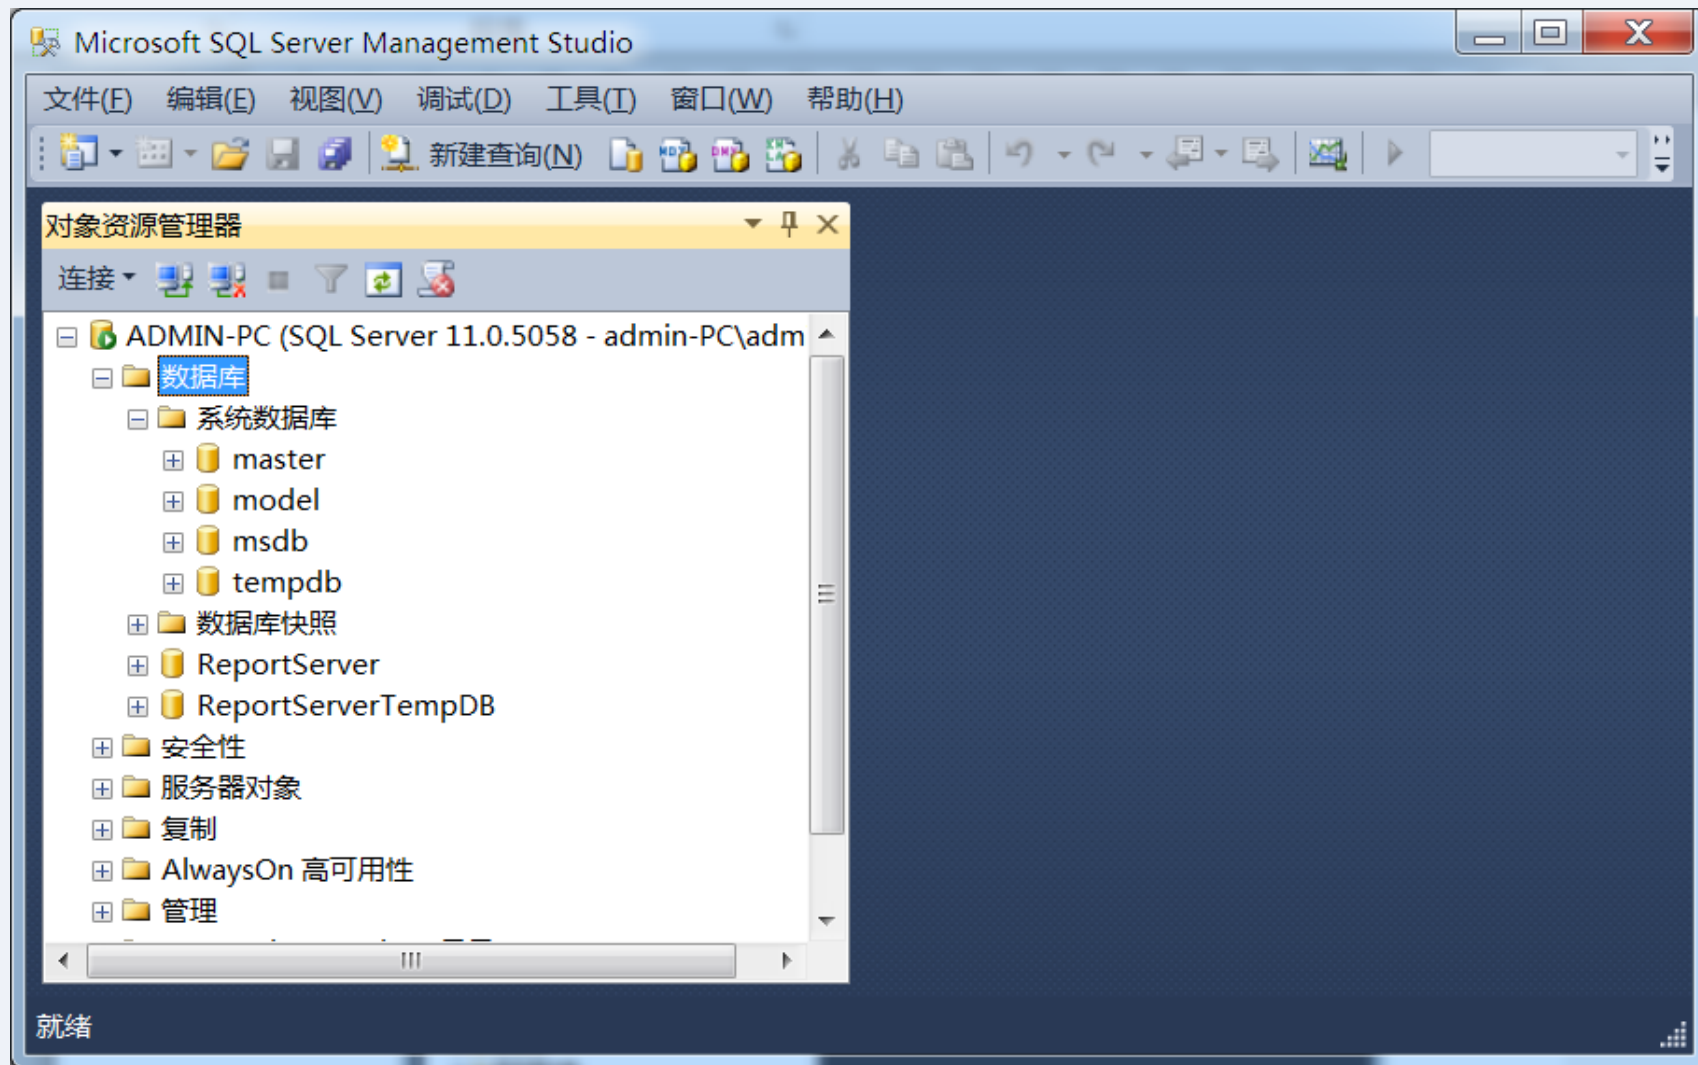 Microsoft SQL Server Management Studio
文件(F) 编辑(E) 视图(V) 调试(D) 工具(T) 窗口(W) 帮助(H)
新建查询(N)
对象资源管理器
连接
ADMIN-PC (SQL Server 11.0.5058 - admin-PC\adm
数据库
系统数据库
master
model
msdb
tempdb
数据库快照
ReportServer
ReportServerTempDB
安全性
服务器对象
复制
AlwaysOn 高可用性
管理
就绪